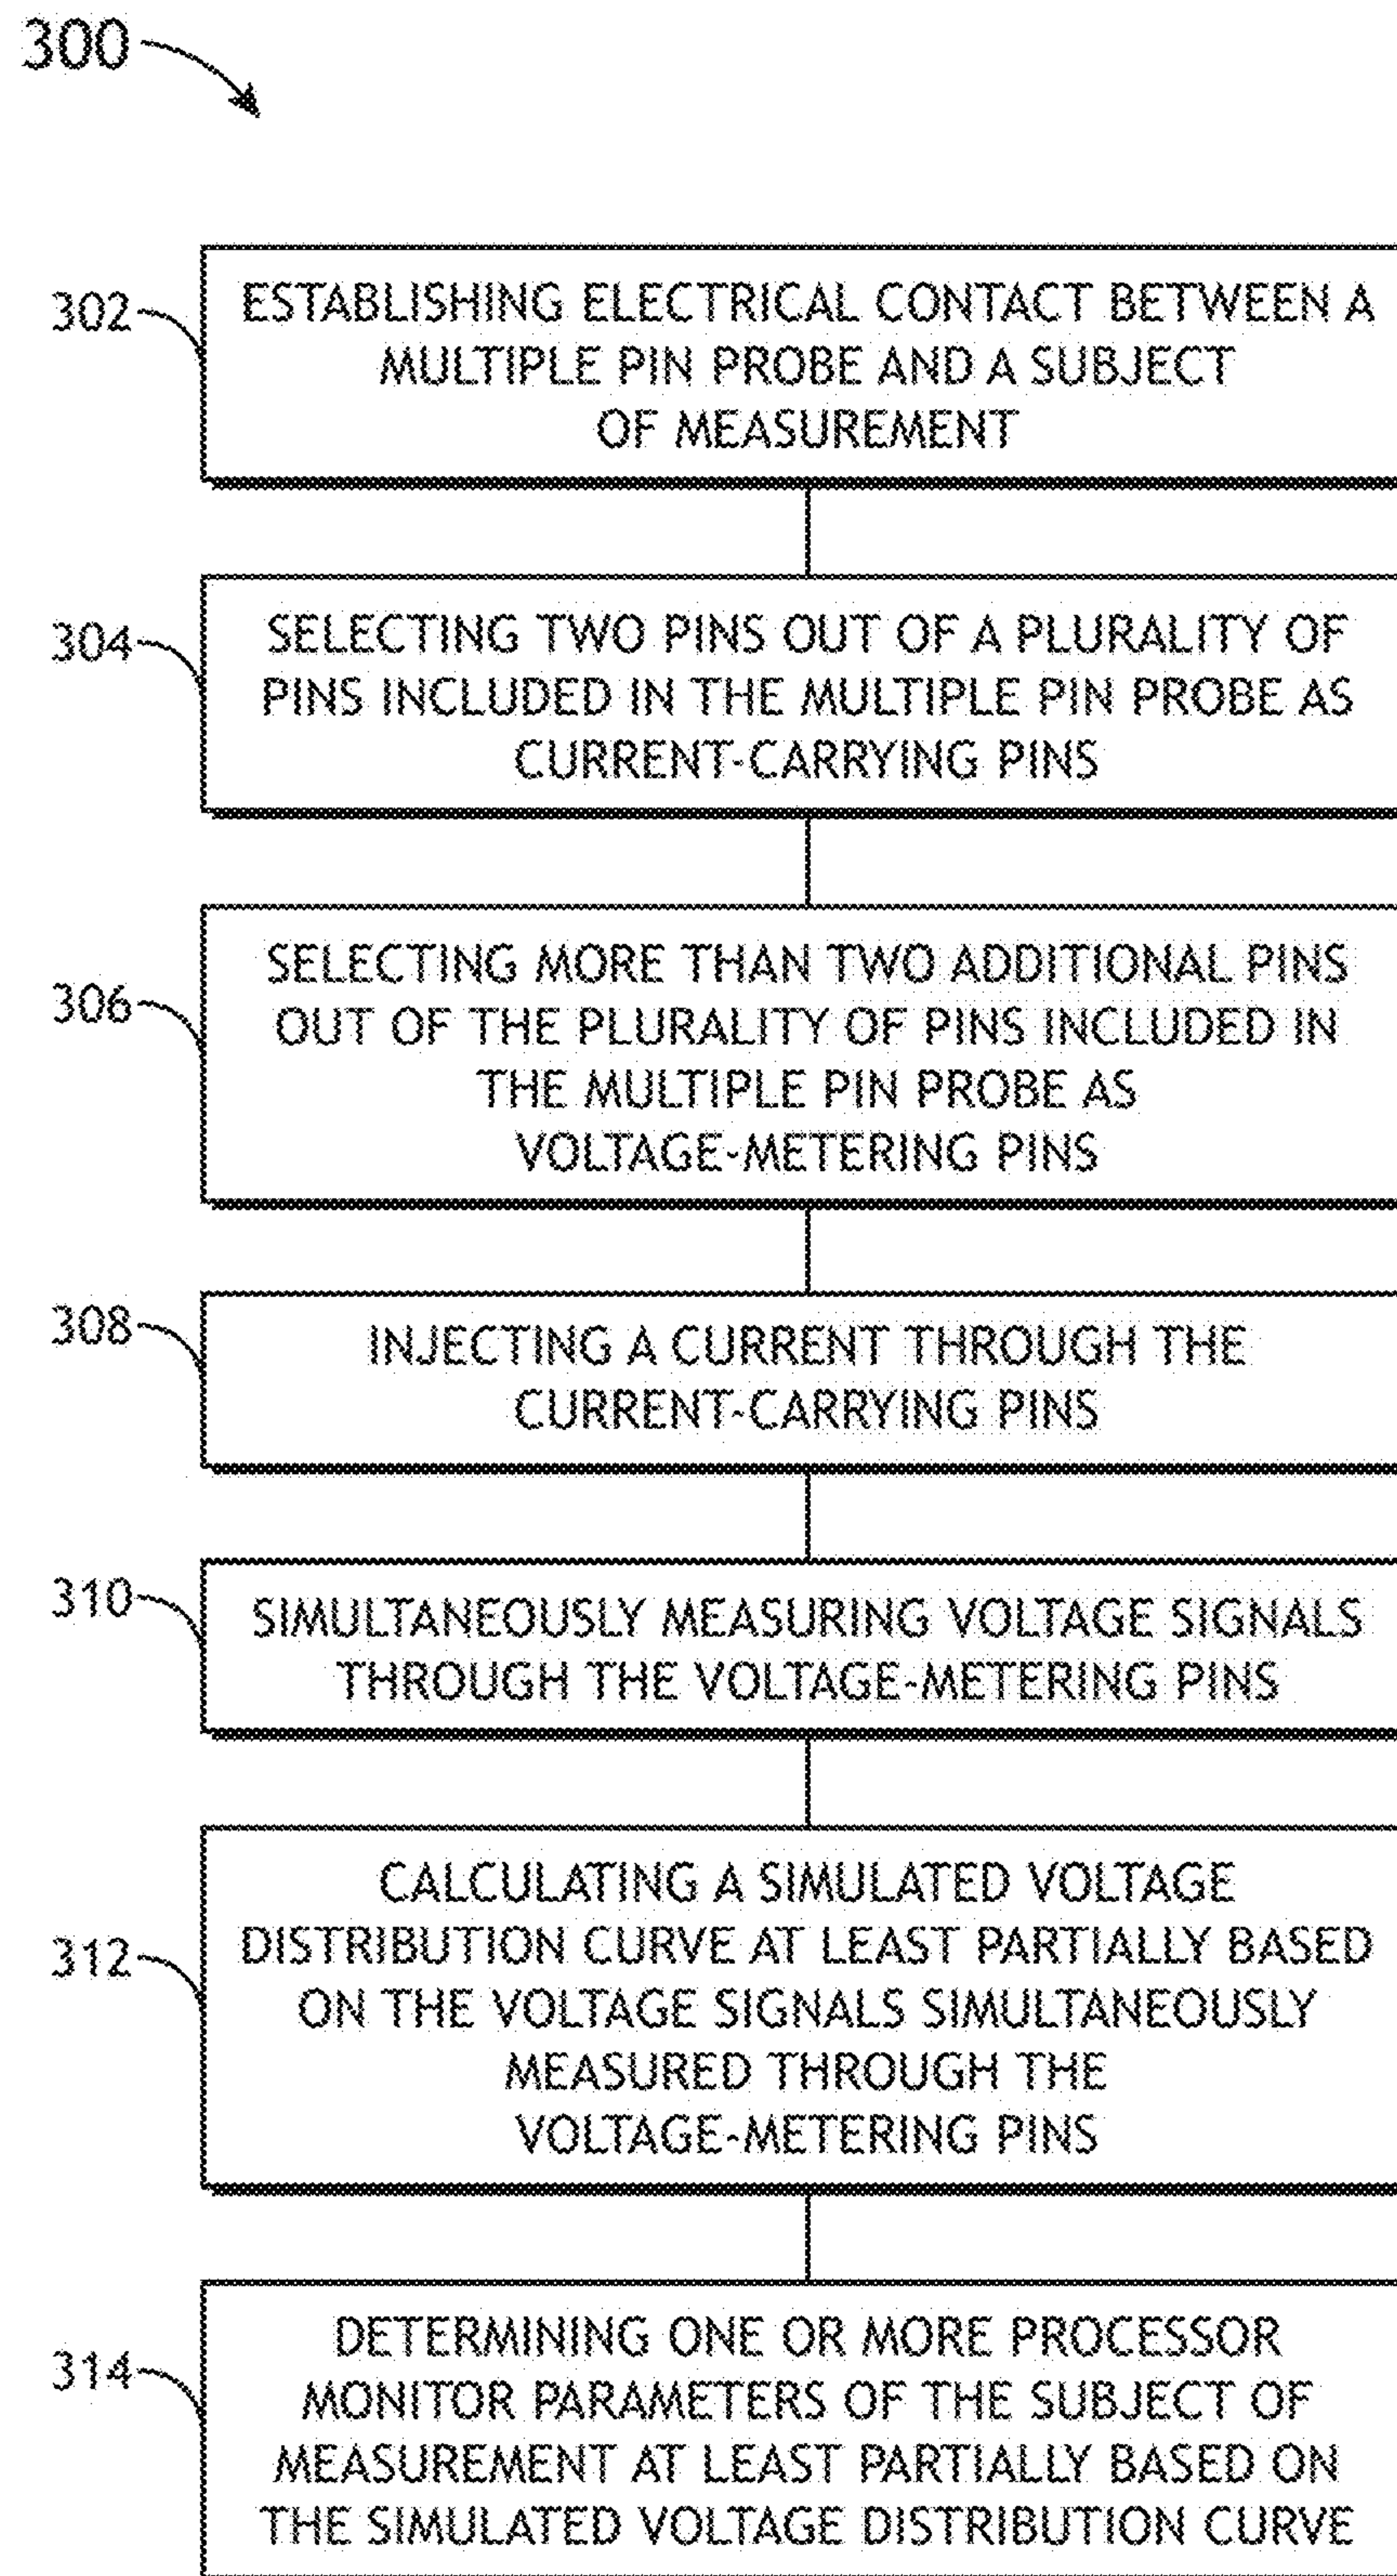 300
302
ESTABLISHING ELECTRICAL CONTACT BETWEEN A
MULTIPLE PIN PROBE AND A SUBJECT
OF MEASUREMENT
304
SELECTING TWO PINS OUT OF A PLURALITY OF
PINS INCLUDED IN THE MULTIPLE PIN PROBE AS
CURRENT-CARRYING PINS
306
SELECTING MORE THAN TWO ADDITIONAL PINS
OUT OF THE PLURALITY OF PINS INCLUDED IN
THE MULTIPLE PIN PROBE AS
VOLTAGE-METERING PINS
308
INJECTING A CURRENT THROUGH THE
CURRENT-CARRYING PINS
310
SIMULTANEOUSLY MEASURING VOLTAGE SIGNALS
THROUGH THE VOLTAGE-METERING PINS
312
CALCULATING A SIMULATED VOLTAGE
DISTRIBUTION CURVE AT LEAST PARTIALLY BASED
ON THE VOLTAGE SIGNALS SIMULTANEOUSLY
MEASURED THROUGH THE
VOLTAGE-METERING PINS
314
DETERMINING ONE OR MORE PROCESSOR
MONITOR PARAMETERS OF THE SUBJECT OF
MEASUREMENT AT LEAST PARTIALLY BASED ON
THE SIMULATED VOLTAGE DISTRIBUTION CURVE